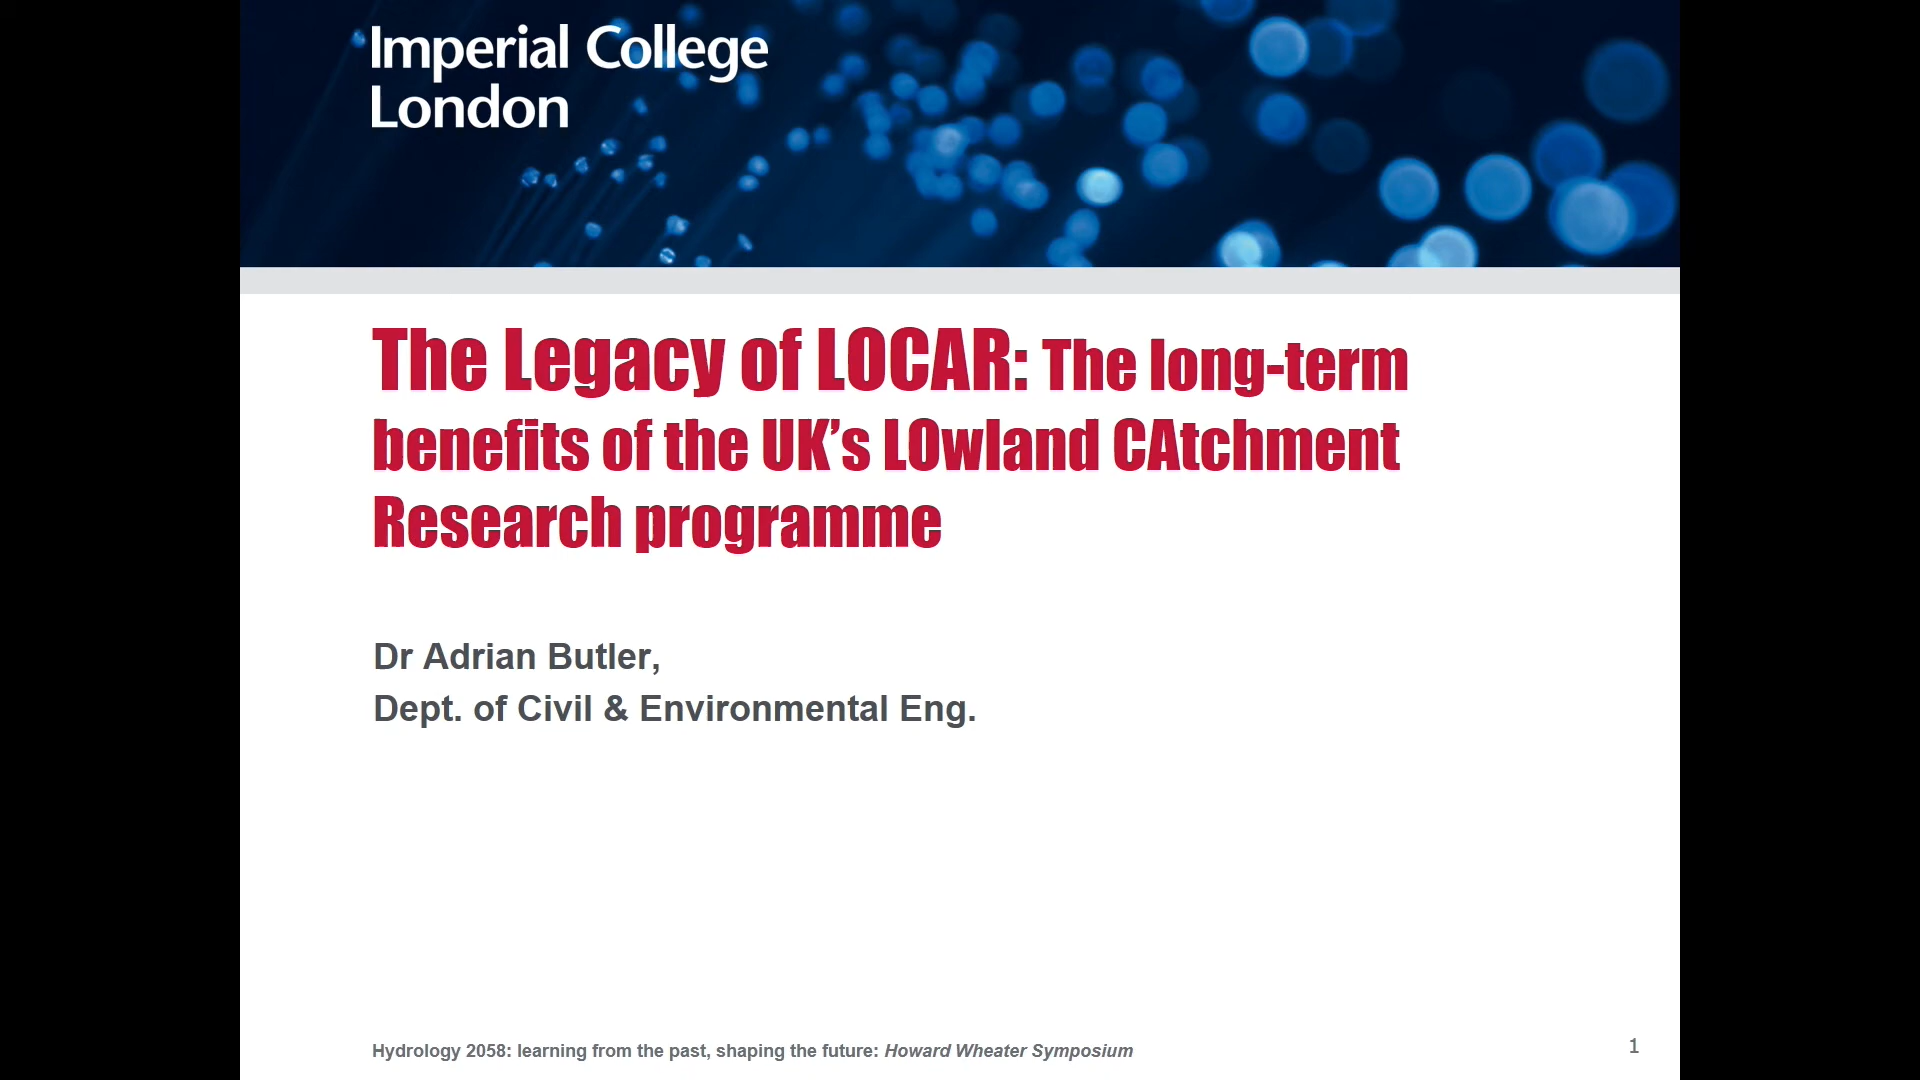 Imperial College
London
The Legacy of LOCAR: The long-term
benefits of the UK’s LOwland CAtchment
Research programme
Dr Adrian Butler,
Dept. of Civil & Environmental Eng.
Hydrology 2058: learning from the past, shaping the future: Howard Wheater Symposium
1